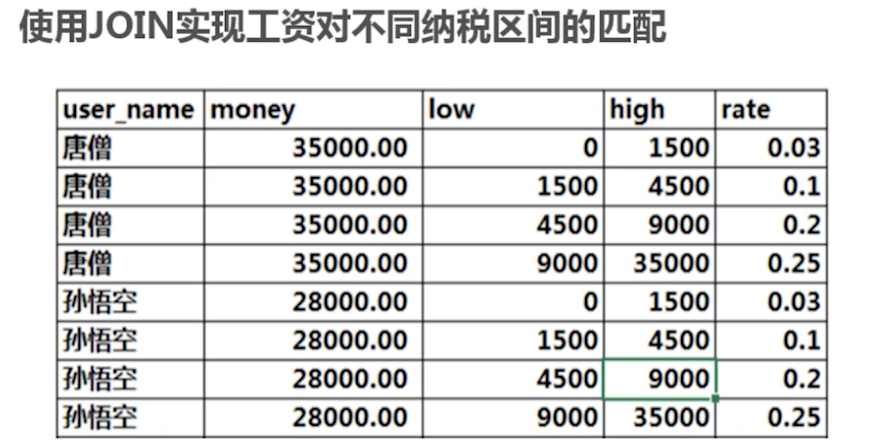 使用JOIN实现工资对不同纳税区间的匹配
user_name money low high rate
唐僧 35000.00 0 1500 0.03
唐僧 35000.00 1500 4500 0.1
唐僧 35000.00 4500 9000 0.2
唐僧 35000.00 9000 35000 0.25
孙悟空 28000.00 0 1500 0.03
孙悟空 28000.00 1500 4500 0.1
孙悟空 28000.00 4500 9000 0.2
孙悟空 28000.00 9000 35000 0.25